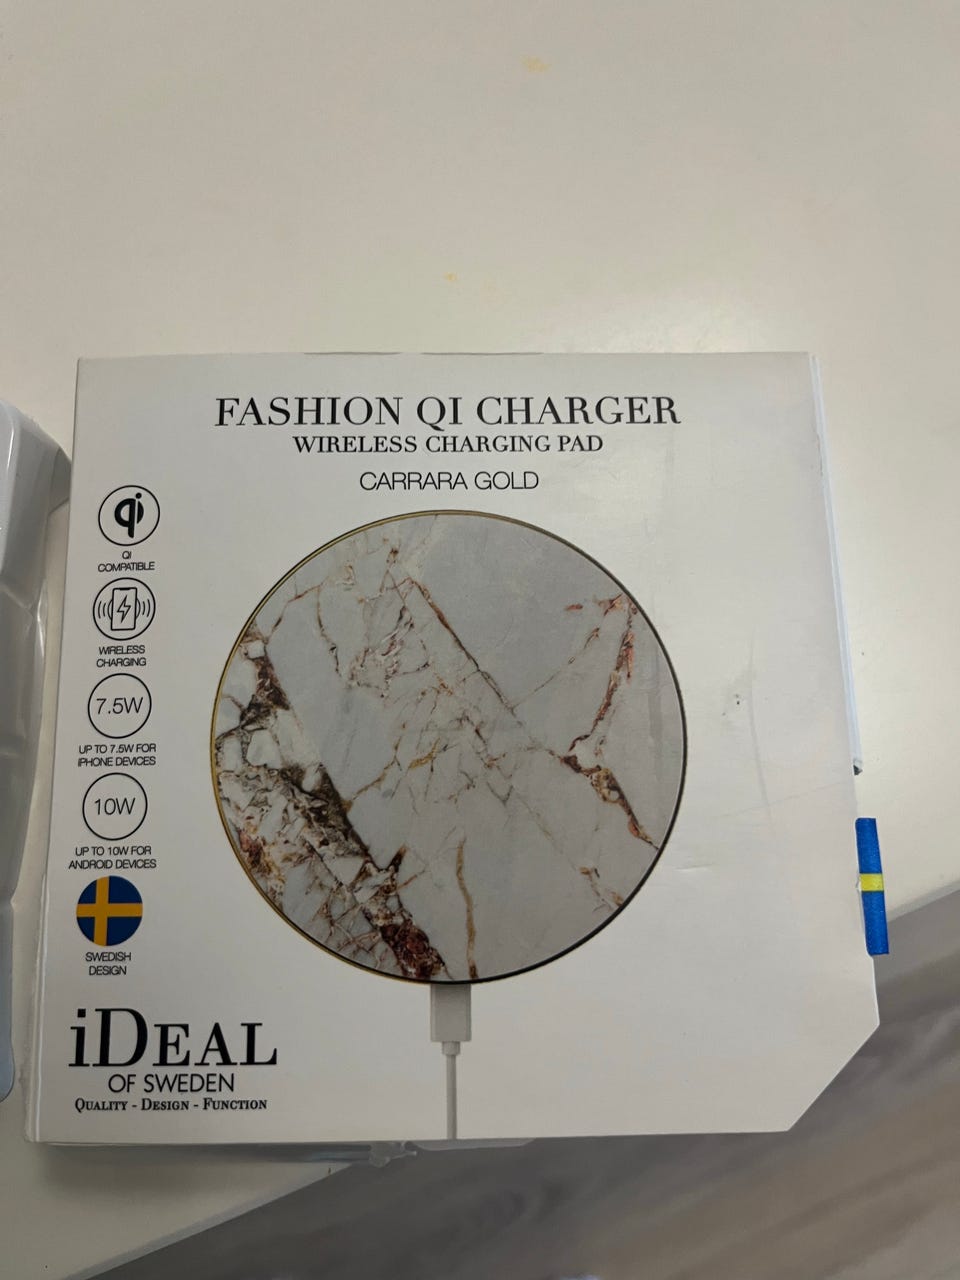 FASHION QI CHARGER
WIRELESS CHARGING PAD
CARRARA GOLD
qi
QI
COMPATIBLE
WIRELESS
CHARGING
7.5W
UP TO 7.5W FOR
IPHONE DEVICES
10W
UP TO 10W FOR
ANDROID DEVICES
SWEDISH
DESIGN
iDEAL
OF SWEDEN
QUALITY - DESIGN - FUNCTION